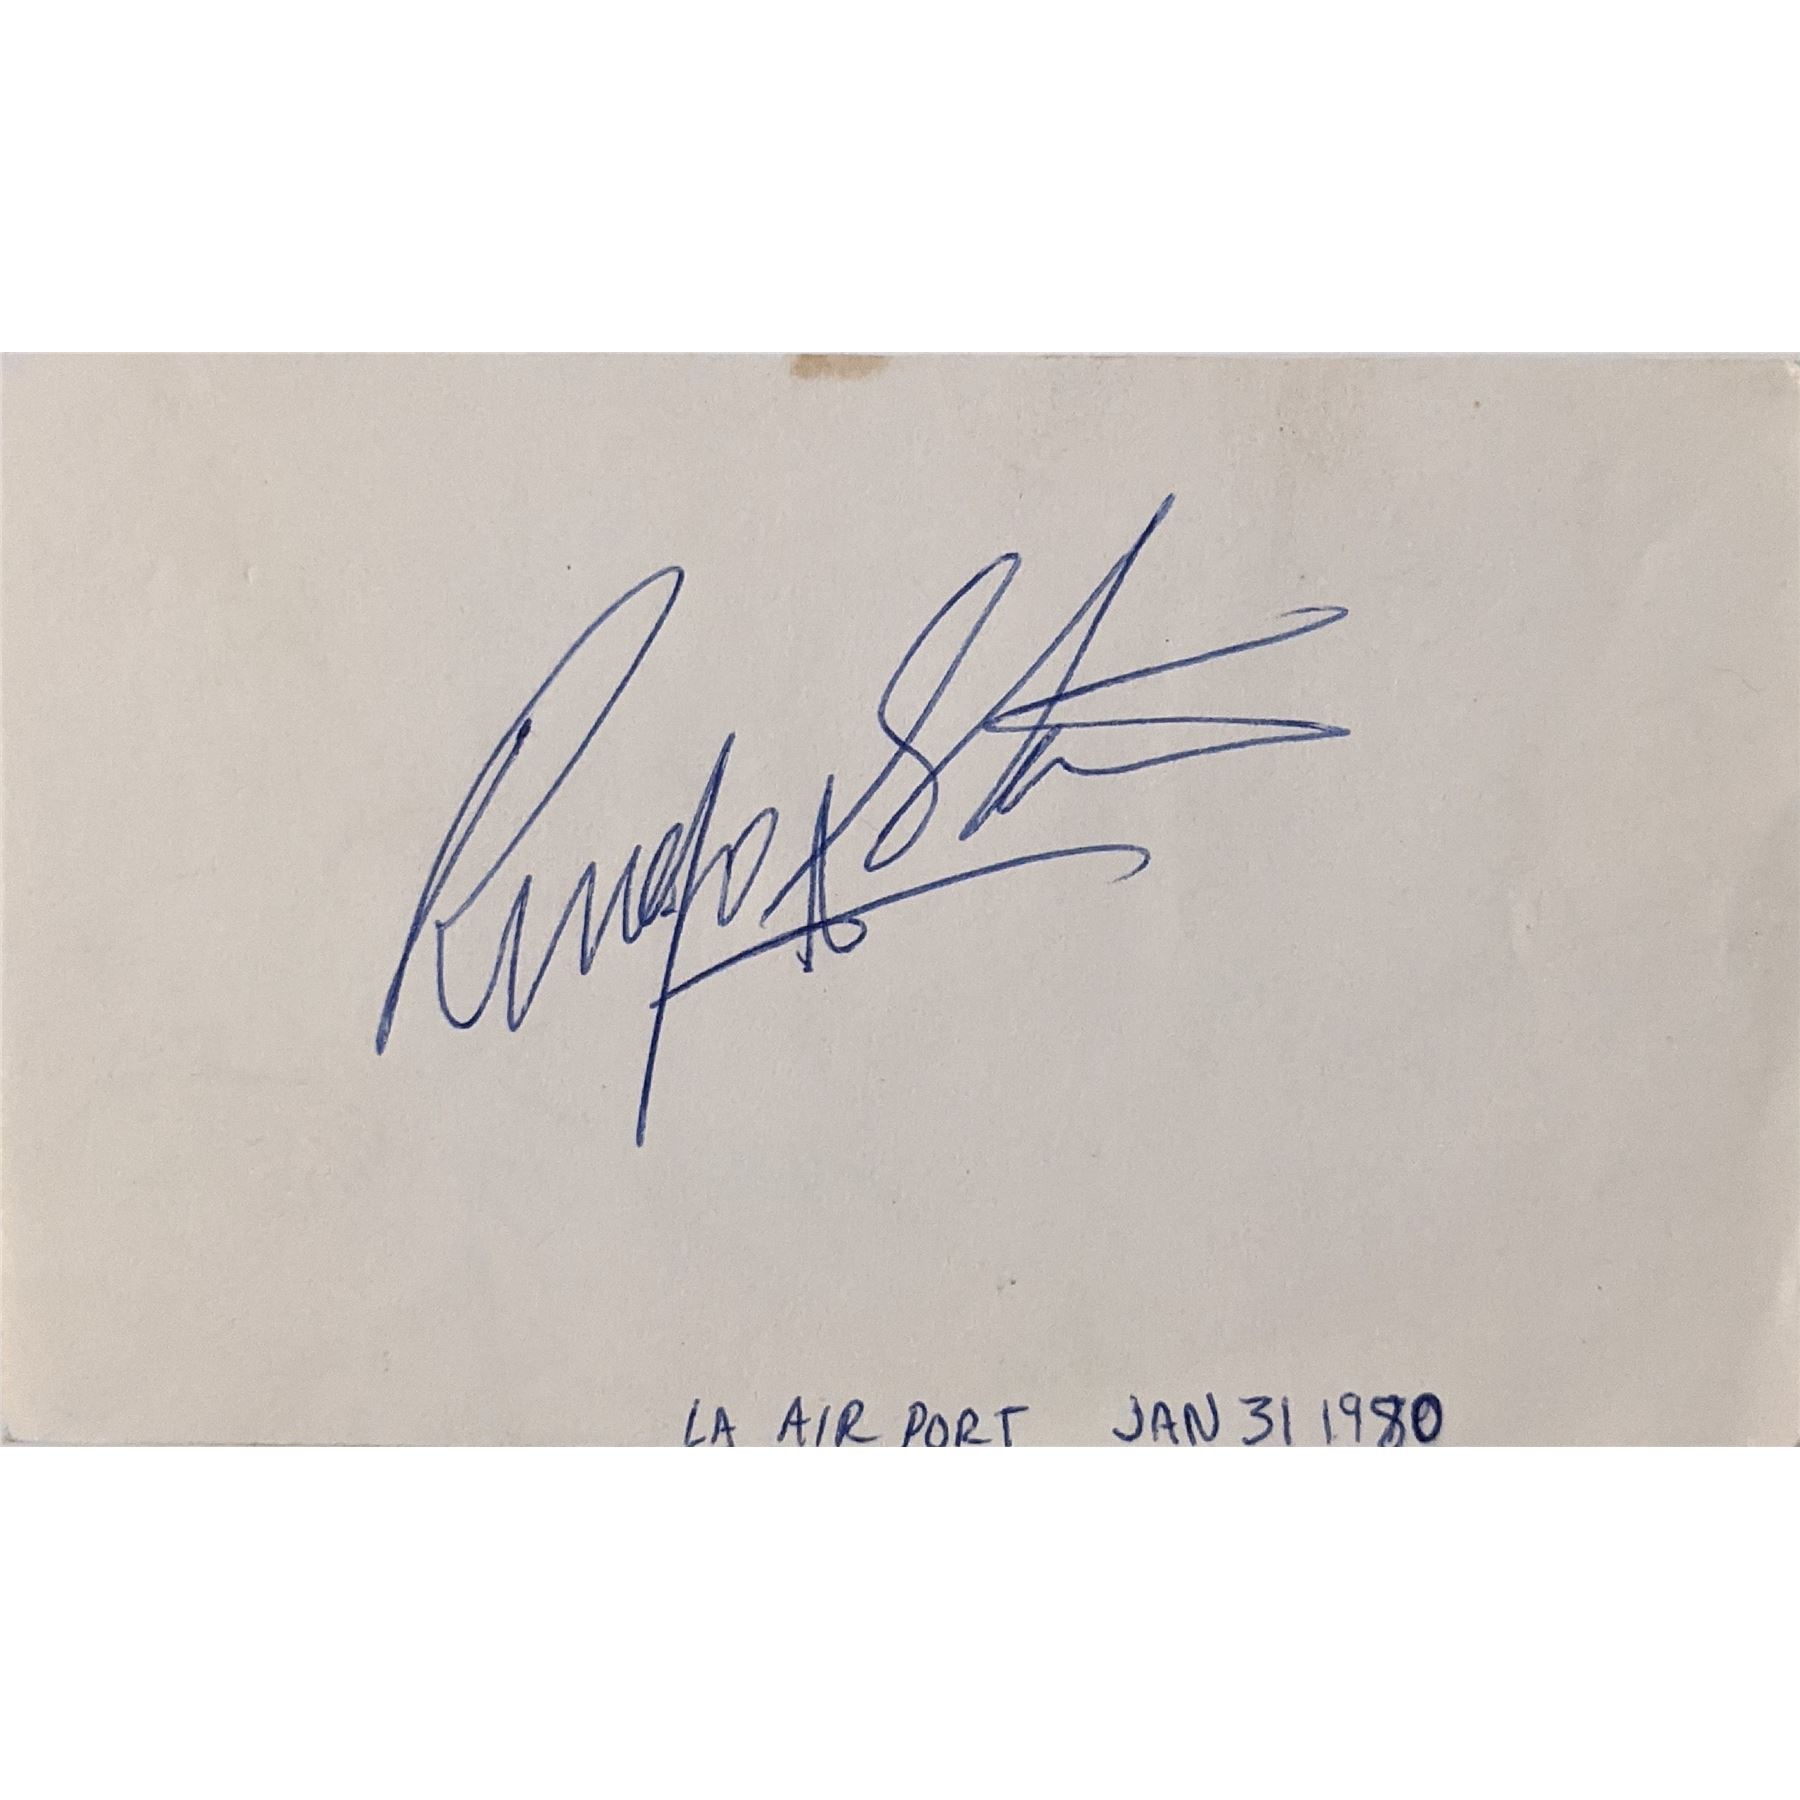 Ringo Starr
LA AIR PORT JAN 31 1980